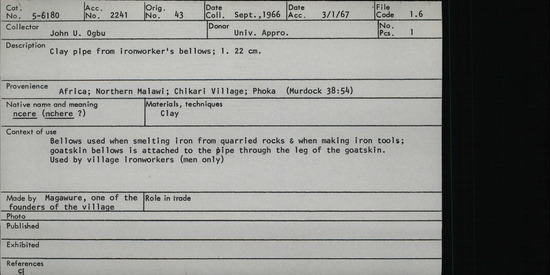 Cat. Acc. Orig. Date Date File
No. 5-6180 No. 2241 No. 43 Coll. Sept.,1966 Acc. 3/1/67 Code 1.6
Collector Donor No.
John U. Ogbu Univ. Appro. Pcs. 1
Description
Clay pipe from ironworker's bellows; l. 22 cm.
Provenience
Africa; Northern Malawi; Chikari Village; Phoka (Murdock 38:54)
Native name and meaning Materials, techniques
ncere (nchere ?) Clay
Context of use
Bellows used when smelting iron from quarried rocks & when making iron tools;
goatskin bellows is attached to the pipe through the leg of the goatskin.
Used by village ironworkers (men only)
Made by Magawure, one of the Role in trade
founders of the village
Photo
Published
Exhibited
References
cj